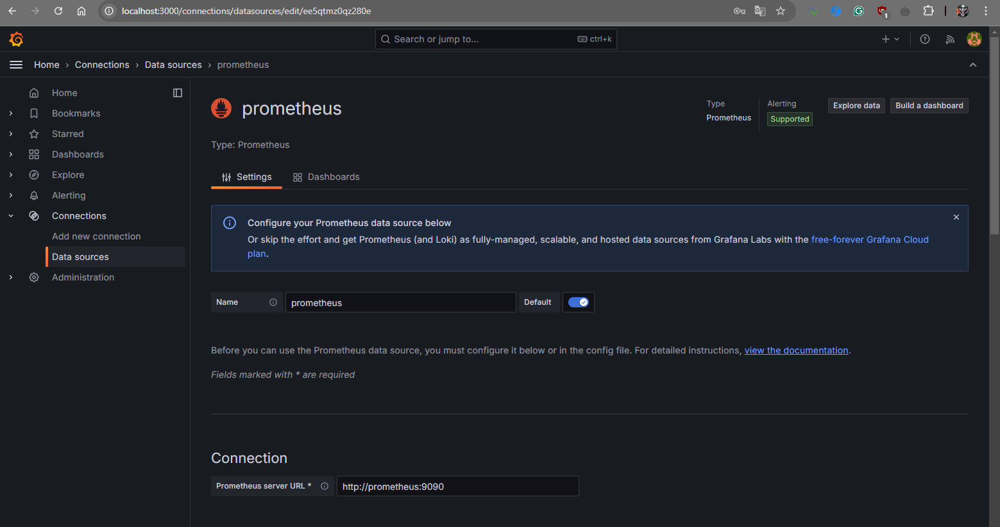 localhost:3000/connections/datasources/edit/ee5qtmz0qz280e
1
Search or jump to...
ctrl+k
Home › Connections › Data sources › prometheus
Home
Bookmarks
Starred
Dashboards
Explore
Alerting
Connections
Add new connection
Data sources
Administration
prometheus
Type
Prometheus
Alerting
Supported
Explore data
Build a dashboard
Type: Prometheus
Settings
Dashboards
Configure your Prometheus data source below
Or skip the effort and get Prometheus (and Loki) as fully-managed, scalable, and hosted data sources from Grafana Labs with the free-forever Grafana Cloud
plan.
Name
prometheus
Default
Before you can use the Prometheus data source, you must configure it below or in the config file. For detailed instructions, view the documentation.
Fields marked with * are required
Connection
Prometheus server URL *
http://prometheus:9090